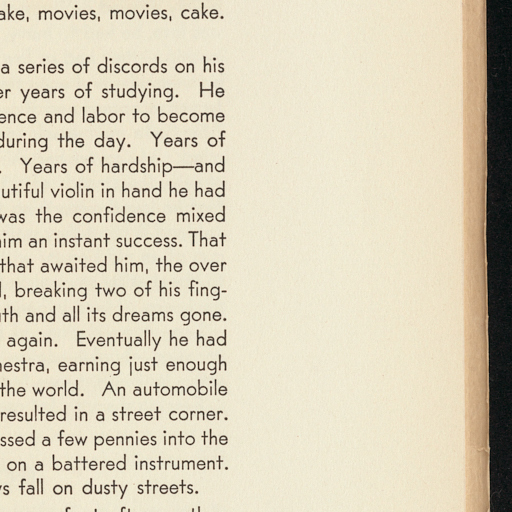 ake, movies, movies, cake.
a series of discords on his
er years of studying. He
ence and labor to become
during the day. Years of
. Years of hardship—and
utiful violin in hand he had
was the confidence mixed
him an instant success. That
that awaited him, the over
l, breaking two of his fing-
uth and all its dreams gone.
again. Eventually he had
hestra, earning just enough
the world. An automobile
resulted in a street corner.
ssed a few pennies into the
on a battered instrument.
ys fall on dusty streets.